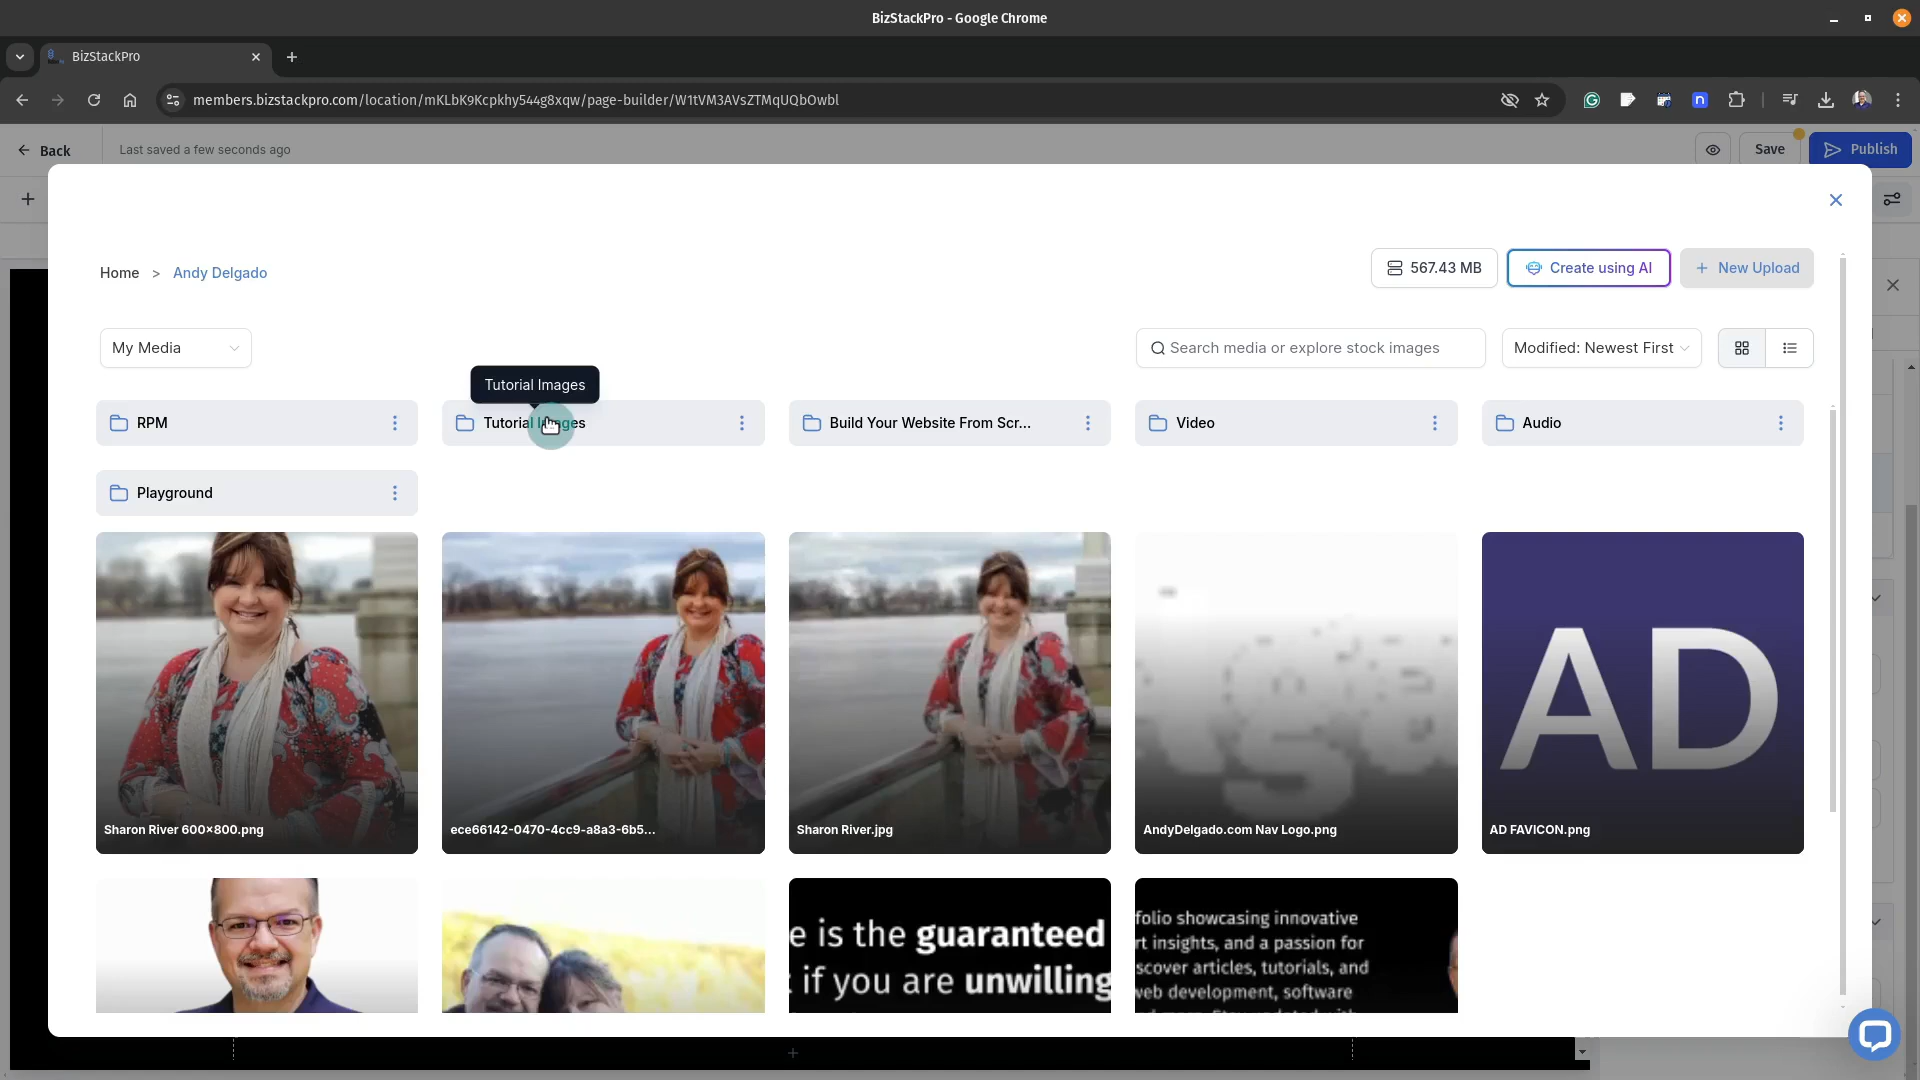 BizStackPro - Google Chrome
BizStackPro
members.bizstackpro.com/location/mKLbK9Kcpkhy544g8xqw/page-builder/W1tVM3AVsZTMqUQbOwbl
Back
Last saved a few seconds ago
Save
Publish
Home > Andy Delgado
567.43 MB
Create using AI
New Upload
My Media
Search media or explore stock images
Modified: Newest First
Tutorial Images
RPM
Tutorial Images
Build Your Website From Scr...
Video
Audio
Playground
AD
Sharon River 600x800.png
ece66142-0470-4cc9-a8a3-6b5...
Sharon River.jpg
AndyDelgado.com Nav Logo.png
AD FAVICON.png
e is the guaranteed
if you are unwilling
folio showcasing innovative
rt insights, and a passion for
scover articles, tutorials, and
web development, software